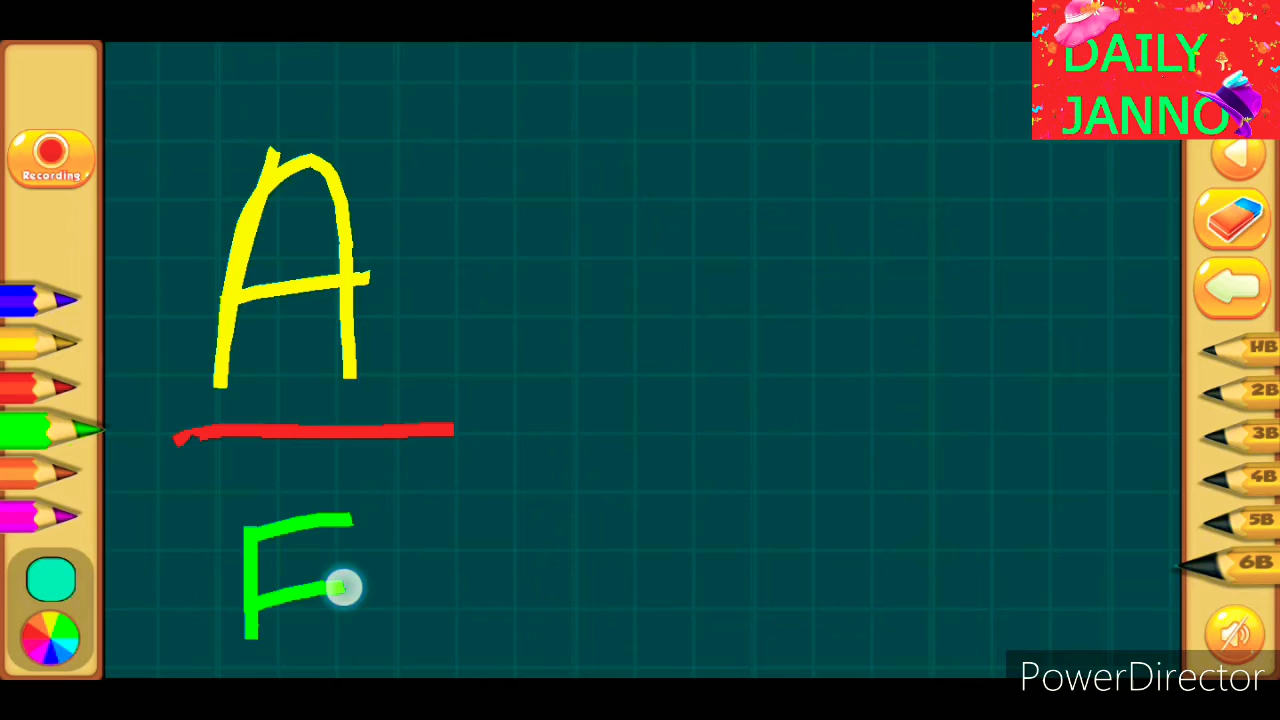 DAILY
JANNO
Recording
A
F
HB
2B
3B
4B
5B
6B
PowerDirector